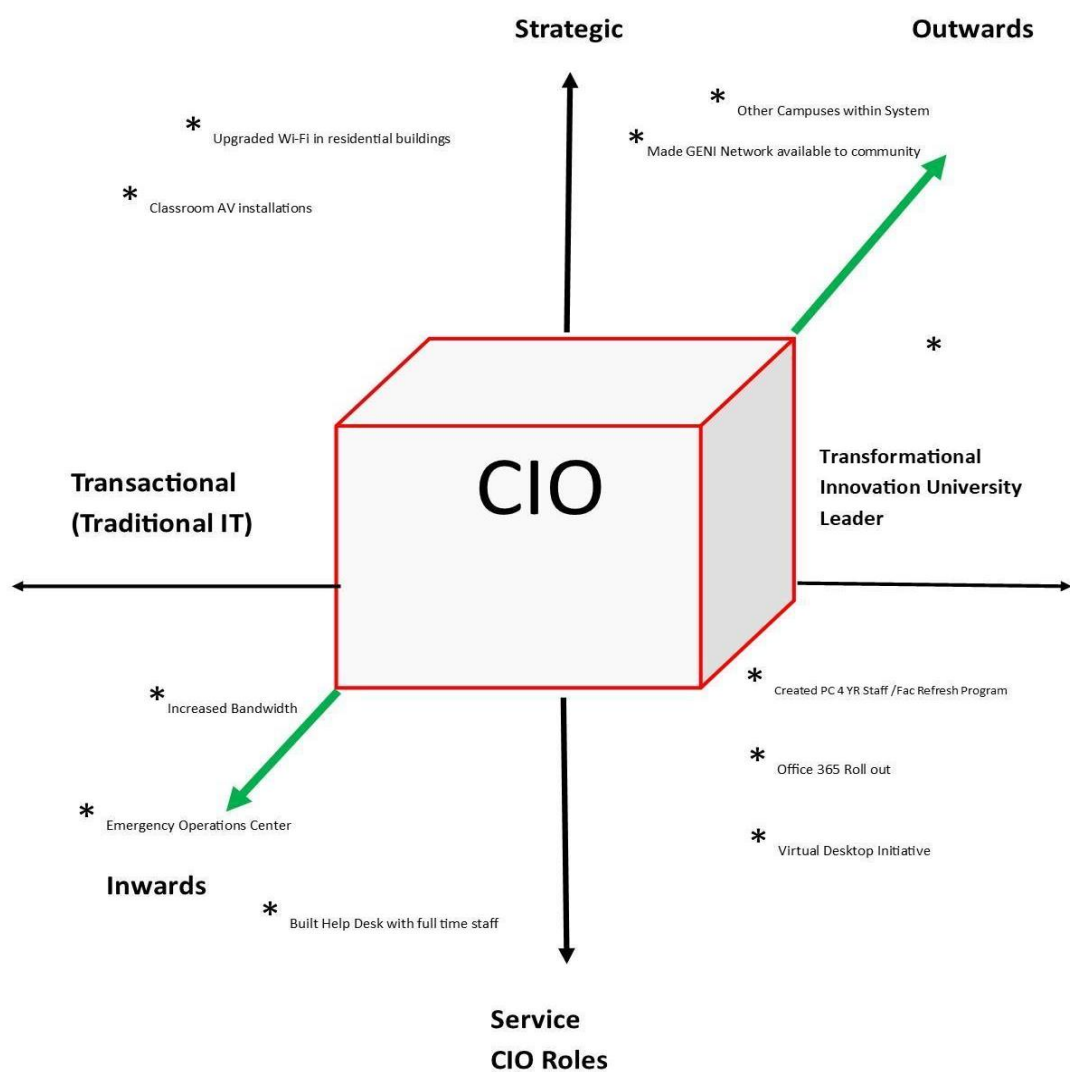 Strategic
Outwards
* Other Campuses within System
* Upgraded Wi-Fi in residential buildings
* Made GENI Network available to community
* Classroom AV installations
*
Transformational
Innovation University
Leader
CIO
Transactional
(Traditional IT)
* Created PC 4 YR Staff /Fac Refresh Program
* Increased Bandwidth
* Office 365 Roll out
* Emergency Operations Center
* Virtual Desktop Initiative
Inwards
* Built Help Desk with full time staff
Service
CIO Roles